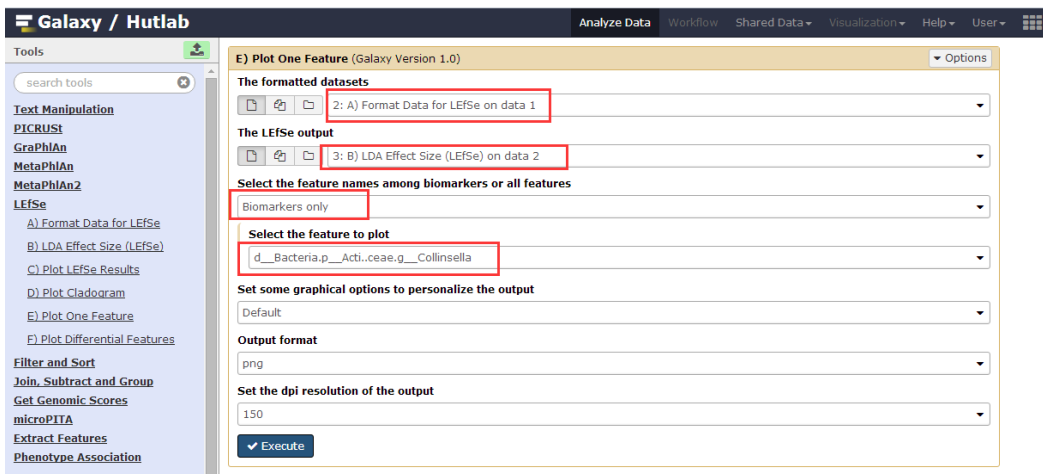 Galaxy / Hutlab
Analyze Data Workflow Shared Data Visualization Help User
Tools
search tools
Text Manipulation
PICRUSt
GraPhlAn
MetaPhlAn
MetaPhlAn2
LEfSe
A) Format Data for LEfSe
B) LDA Effect Size (LEfSe)
C) Plot LEfSe Results
D) Plot Cladogram
E) Plot One Feature
F) Plot Differential Features
Filter and Sort
Join, Subtract and Group
Get Genomic Scores
microPITA
Extract Features
Phenotype Association
E) Plot One Feature (Galaxy Version 1.0)
Options
The formatted datasets
2: A) Format Data for LEfSe on data 1
The LEfSe output
3: B) LDA Effect Size (LEfSe) on data 2
Select the feature names among biomarkers or all features
Biomarkers only
Select the feature to plot
d__Bacteria.p__Acti..ceae.g__Collinsella
Set some graphical options to personalize the output
Default
Output format
png
Set the dpi resolution of the output
150
Execute